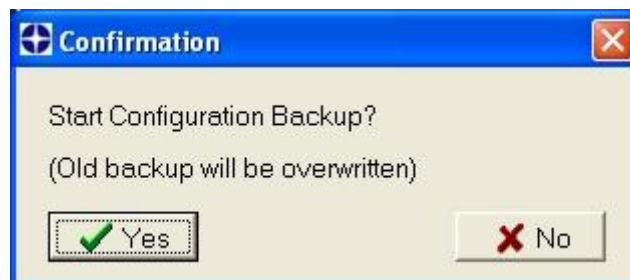 Confirmation
Start Configuration Backup?
(Old backup will be overwritten)
Yes
No